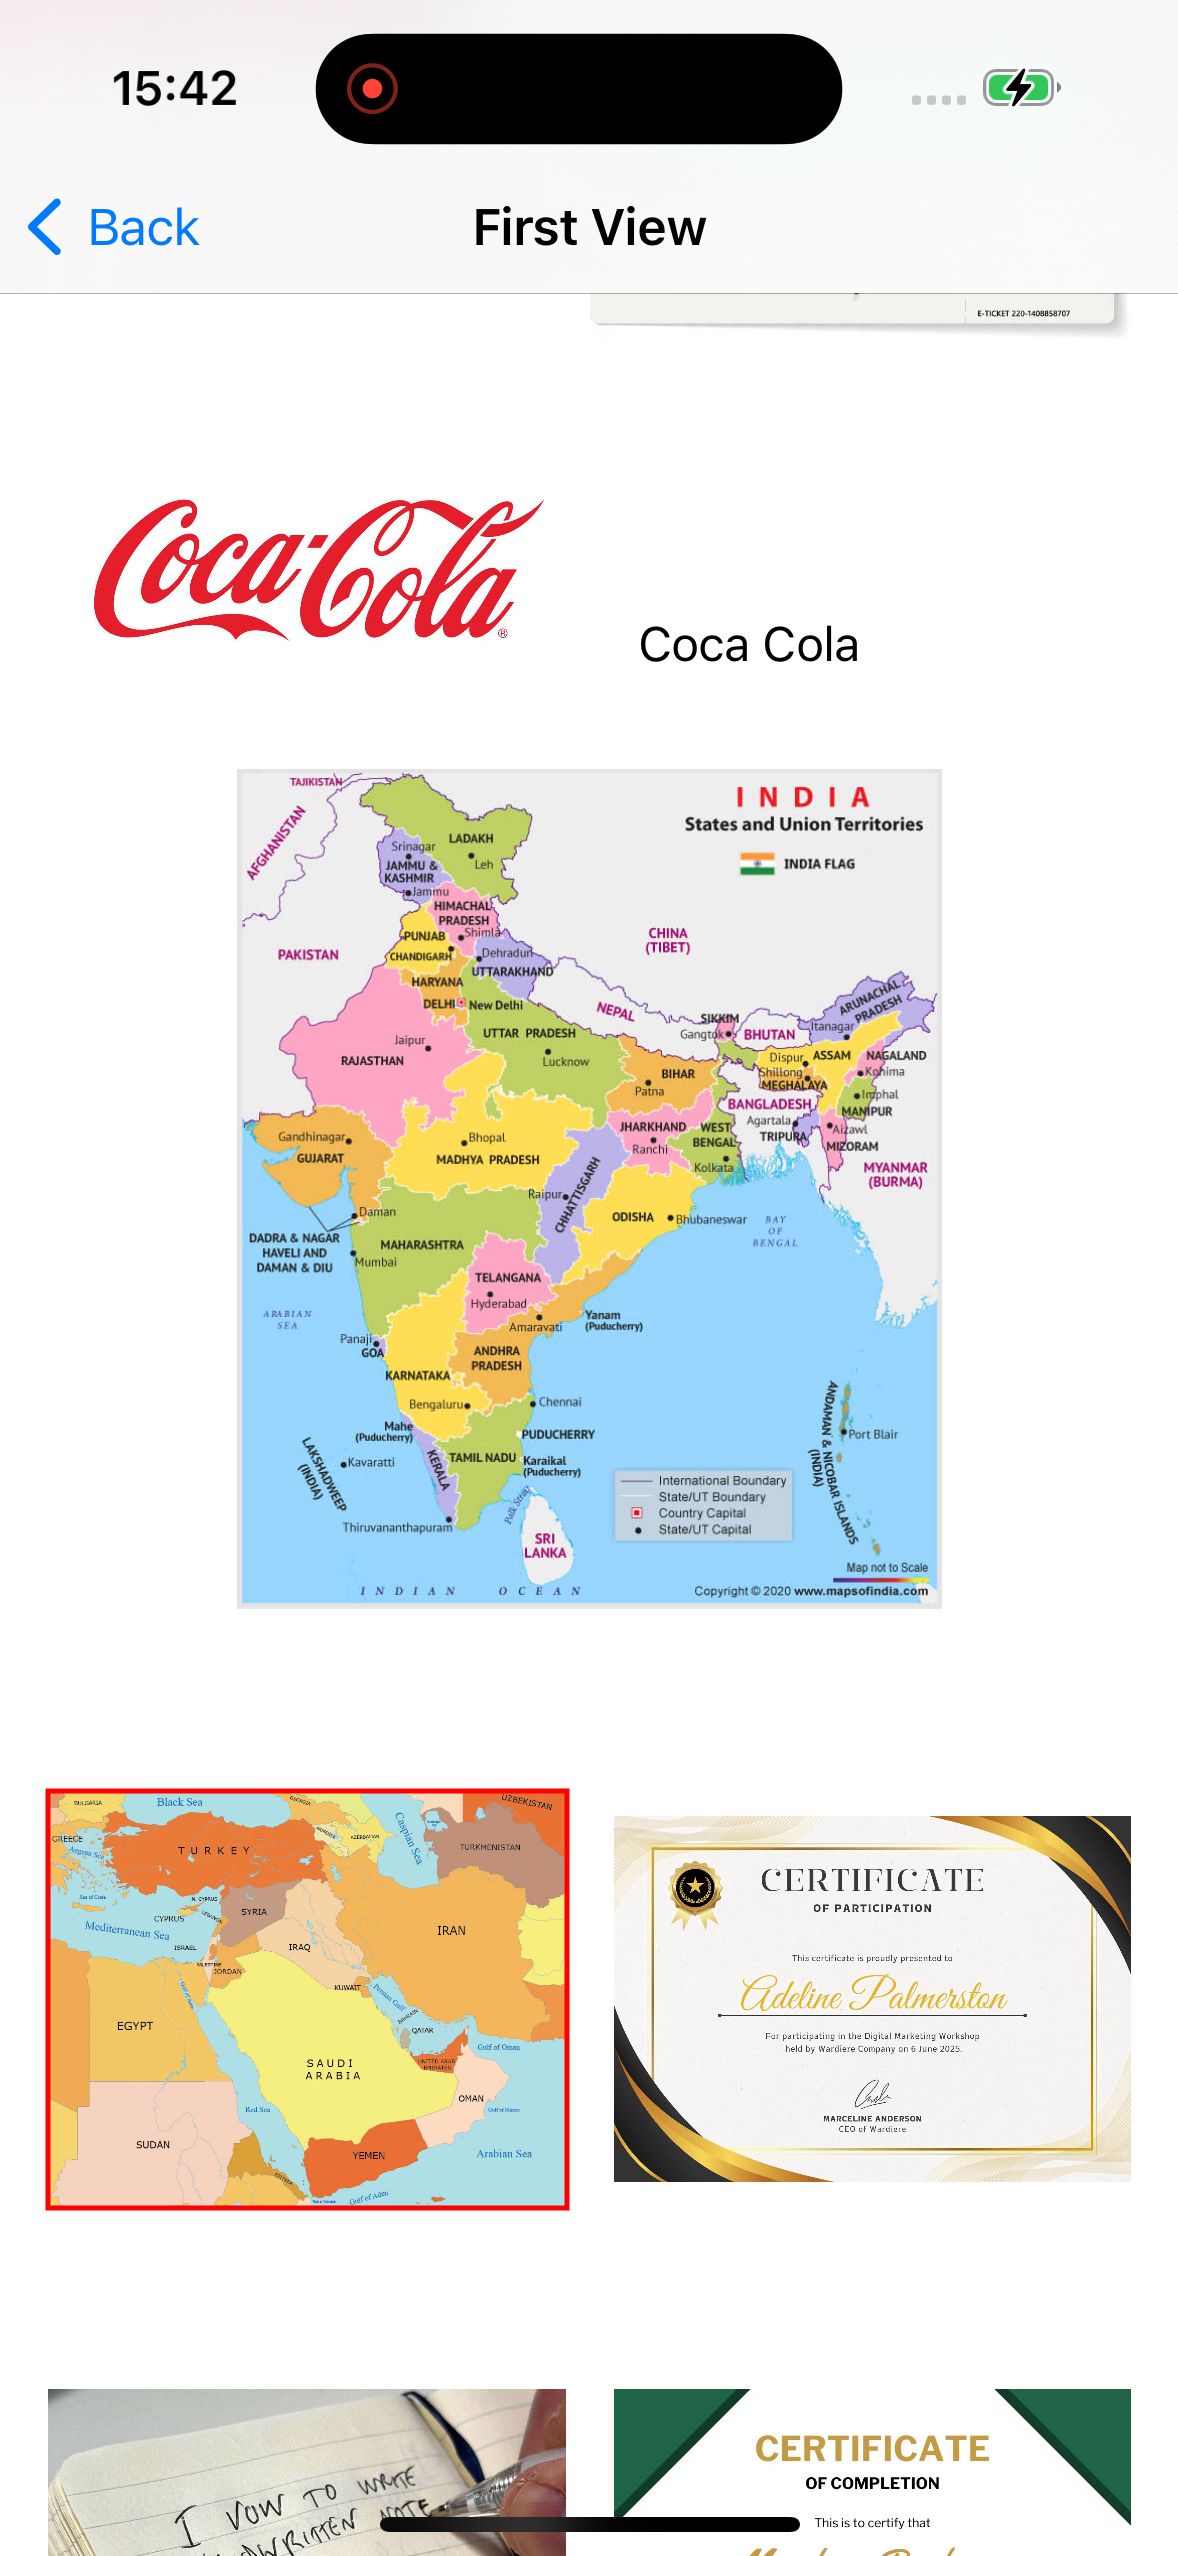 15:42
Back
First View
E-TICKET 220-1408858707
Coca-Cola
®
Coca Cola
INDIA
States and Union Territories
INDIA FLAG
TAJIKISTAN
AFGHANISTAN
PAKISTAN
CHINA
(TIBET)
NEPAL
BHUTAN
BANGLADESH
MYANMAR
(BURMA)
SRI
LANKA
LADAKH
Leh
Srinagar
JAMMU &
KASHMIR
Jammu
HIMACHAL
PRADESH
Shimla
PUNJAB
CHANDIGARH
Dehradun
UTTARAKHAND
HARYANA
DELHI
New Delhi
UTTAR PRADESH
Lucknow
Jaipur
RAJASTHAN
SIKKIM
Gangtok
ARUNACHAL
PRADESH
Itanagar
Dispur
ASSAM
NAGALAND
Shillong
Kohima
MEGHALAYA
Imphal
MANIPUR
Agartala
TRIPURA
Aizawl
MIZORAM
BIHAR
Patna
JHARKHAND
Ranchi
WEST
BENGAL
Kolkata
Gandhinagar
GUJARAT
Bhopal
MADHYA PRADESH
Raipur
CHHATTISGARH
ODISHA
Bhubaneswar
BAY
OF
BENGAL
Daman
DADRA & NAGAR
HAVELI AND
DAMAN & DIU
MAHARASHTRA
Mumbai
TELANGANA
Hyderabad
ARABIAN
SEA
Amaravati
Yanam
(Puducherry)
Panaji
GOA
ANDHRA
PRADESH
KARNATAKA
Bengaluru
Chennai
Mahe
(Puducherry)
PUDUCHERRY
LAKSHADWEEP
(INDIA)
Kavaratti
KERALA
TAMIL NADU
Karaikal
(Puducherry)
Palk Strait
Thiruvananthapuram
ANDAMAN & NICOBAR ISLANDS
(INDIA)
Port Blair
International Boundary
State/UT Boundary
Country Capital
State/UT Capital
Map not to Scale
INDIAN OCEAN
Copyright © 2020 www.mapsofindia.com
BULGARIA
Black Sea
GEORGIA
UZBEKISTAN
GREECE
Aegean Sea
TURKEY
ARMENIA
AZERBAIJAN
Caspian Sea
TURKMENISTAN
Sea of Crete
N. CYPRUS
CYPRUS
LEBANON
SYRIA
Mediterranean Sea
ISRAEL
PALESTINE
JORDAN
IRAQ
IRAN
KUWAIT
Persian Gulf
BAHRAIN
QATAR
EGYPT
SAUDI
ARABIA
UNITED ARAB
EMIRATES
Gulf of Oman
OMAN
Red Sea
SUDAN
ERITREA
YEMEN
Arabian Sea
Gulf of Aden
CERTIFICATE
OF PARTICIPATION
This certificate is proudly presented to
Adeline Palmerston
For participating in the Digital Marketing Workshop
held by Wardiere Company on 6 June 2025.
MARCELINE ANDERSON
CEO of Wardiere
I VOW TO WRITE
NOTE
CERTIFICATE
OF COMPLETION
This is to certify that